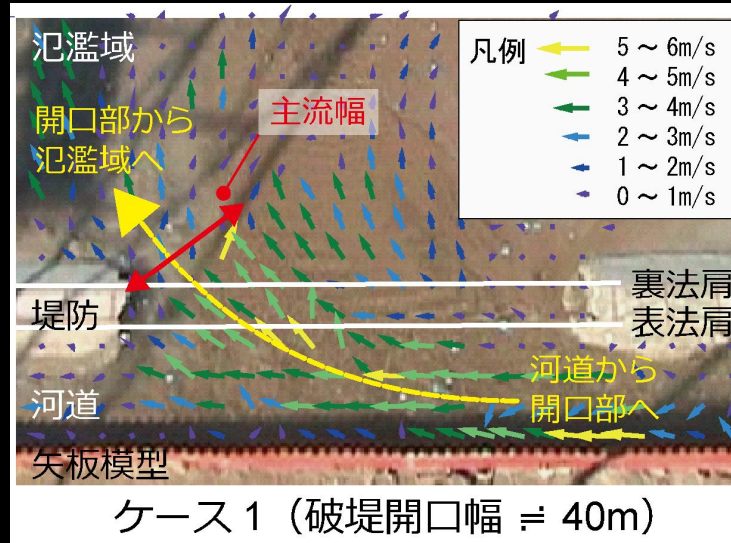 氾濫域
開口部から
氾濫域へ
主流幅
凡例
5 ～ 6m/s
4 ～ 5m/s
3 ～ 4m/s
2 ～ 3m/s
1 ～ 2m/s
0 ～ 1m/s
堤防
裏法肩
表法肩
河道
河道から
開口部へ
矢板模型
ケース１（破堤開口幅 ≒ 40m）